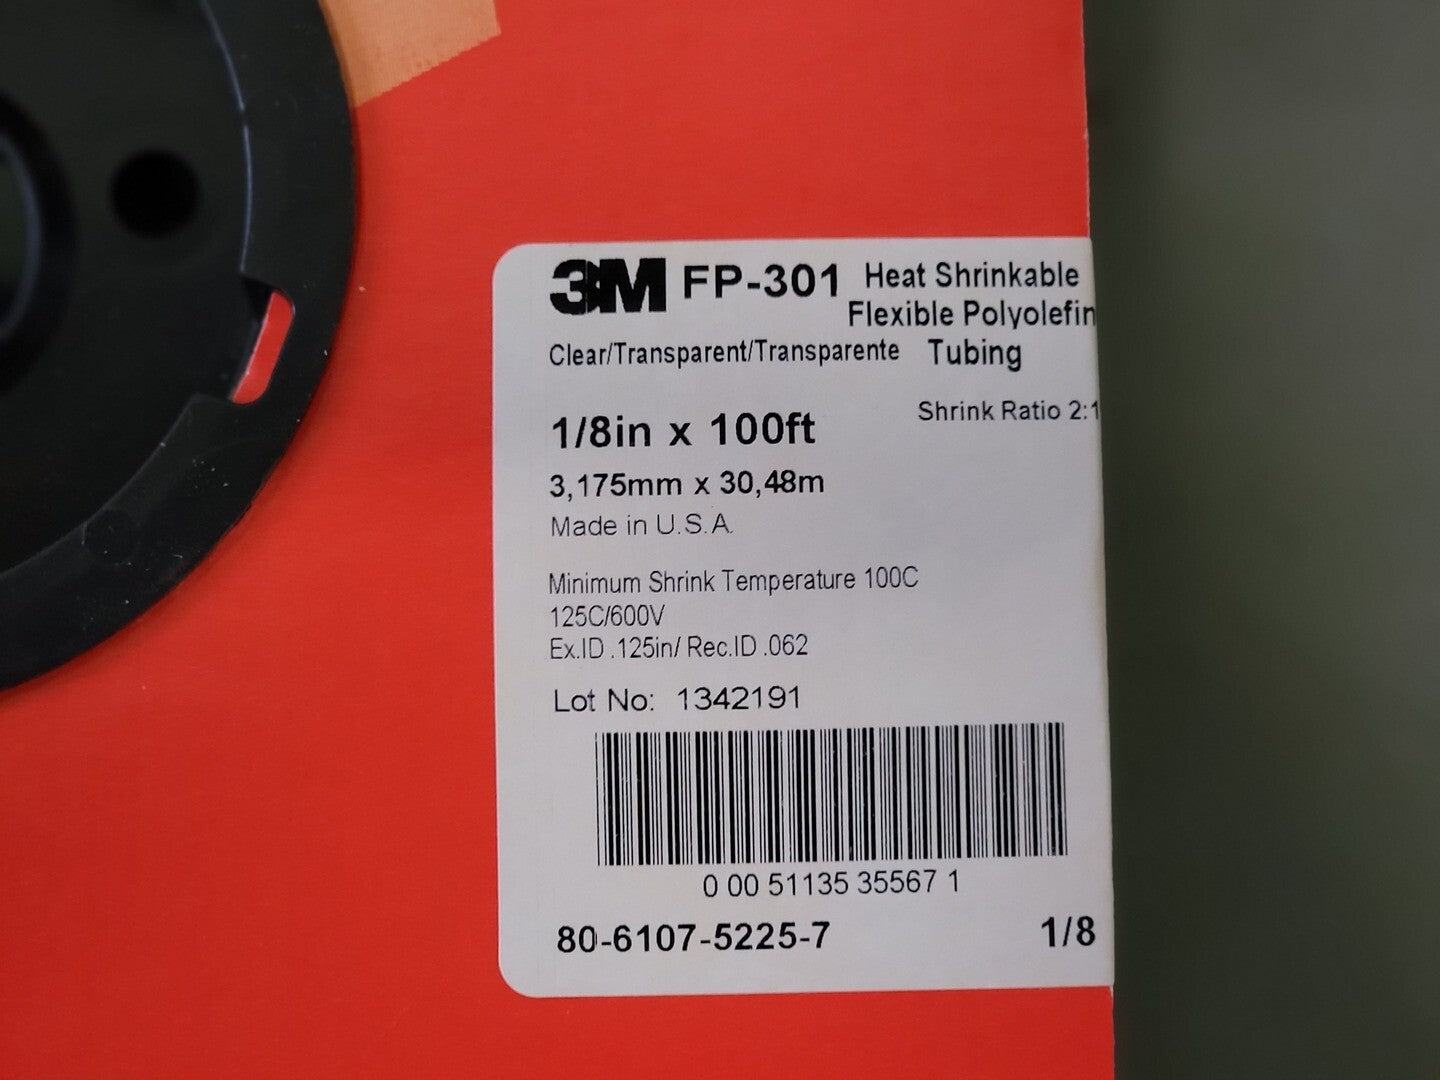 3M FP-301 Heat Shrinkable
Flexible Polyolefin
Clear/Transparent/Transparente Tubing
Shrink Ratio 2:1
1/8in x 100ft
3,175mm x 30,48m
Made in U.S.A.
Minimum Shrink Temperature 100C
125C/600V
Ex.ID .125in/ Rec.ID .062
Lot No: 1342191
0 00 51135 35567 1
80-6107-5225-7 1/8